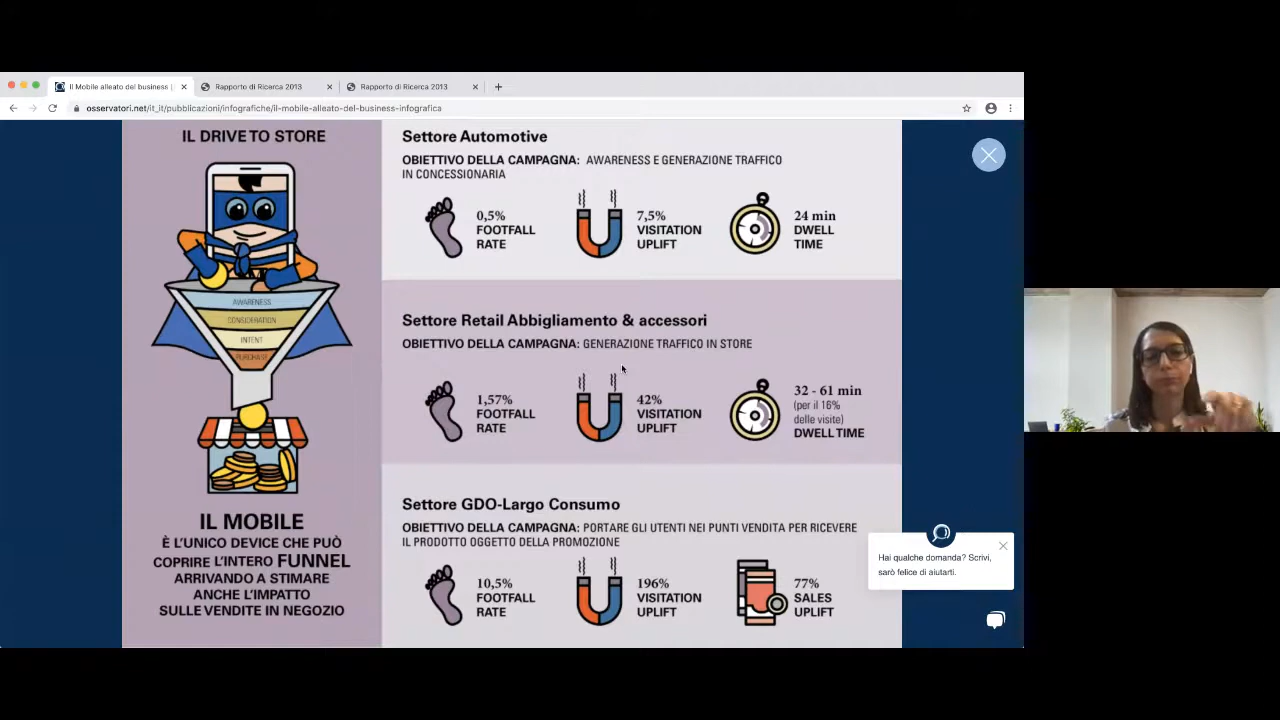 Il Mobile alleato del business |
Rapporto di Ricerca 2013
Rapporto di Ricerca 2013
osservatori.net/it_it/pubblicazioni/infografiche/il-mobile-alleato-del-business-infografica
IL DRIVE TO STORE
AWARENESS
CONSIDERATION
INTENT
PURCHASE
IL MOBILE
È L'UNICO DEVICE CHE PUÒ
COPRIRE L'INTERO FUNNEL
ARRIVANDO A STIMARE
ANCHE L'IMPATTO
SULLE VENDITE IN NEGOZIO
Settore Automotive
OBIETTIVO DELLA CAMPAGNA: AWARENESS E GENERAZIONE TRAFFICO
IN CONCESSIONARIA
0,5%
FOOTFALL
RATE
7,5%
VISITATION
UPLIFT
24 min
DWELL
TIME
Settore Retail Abbigliamento & accessori
OBIETTIVO DELLA CAMPAGNA: GENERAZIONE TRAFFICO IN STORE
1,57%
FOOTFALL
RATE
42%
VISITATION
UPLIFT
32 - 61 min
(per il 16%
delle visite)
DWELL TIME
Settore GDO-Largo Consumo
OBIETTIVO DELLA CAMPAGNA: PORTARE GLI UTENTI NEI PUNTI VENDITA PER RICEVERE
IL PRODOTTO OGGETTO DELLA PROMOZIONE
10,5%
FOOTFALL
RATE
196%
VISITATION
UPLIFT
77%
SALES
UPLIFT
Hai qualche domanda? Scrivi,
sarò felice di aiutarti.